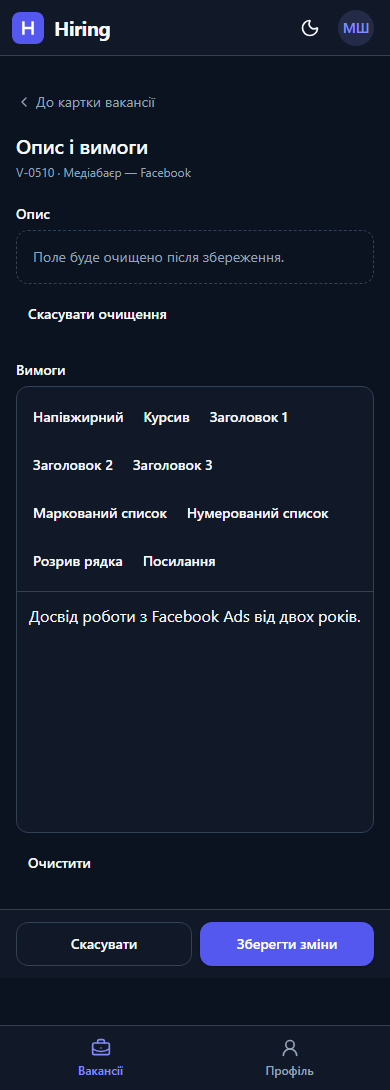 H Hiring МШ
До картки вакансії
Опис і вимоги
V-0510 · Медіабаєр — Facebook
Опис
Поле буде очищено після збереження.
Скасувати очищення
Вимоги
Напівжирний Курсив Заголовок 1
Заголовок 2 Заголовок 3
Маркований список Нумерований список
Розрив рядка Посилання
Досвід роботи з Facebook Ads від двох років.
Очистити
Скасувати Зберегти зміни
Вакансії Профіль